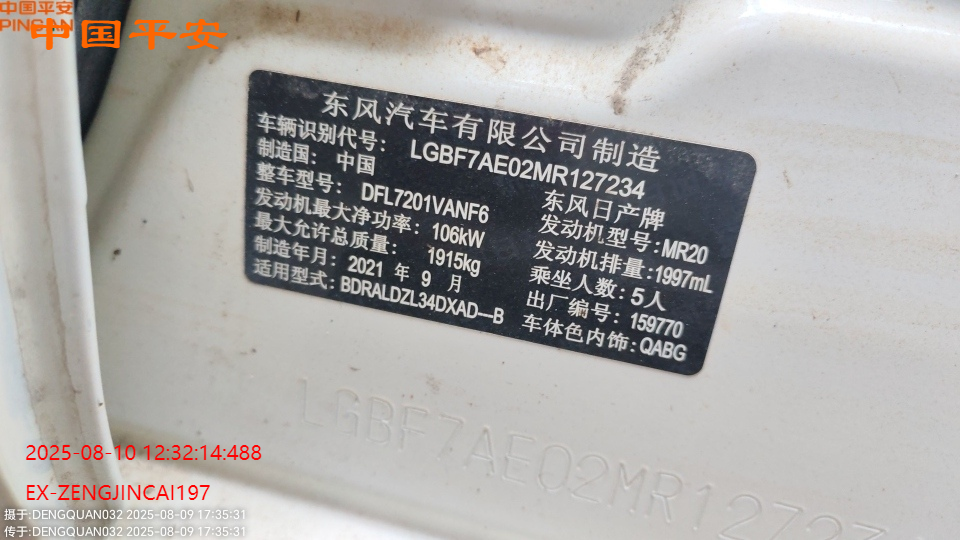 中国平安
PINGAN
中国平安
东风汽车有限公司制造
车辆识别代号: LGBF7AE02MR127234
制造国: 中国 东风日产牌
整车型号: DFL7201VANF6 发动机型号:MR20
发动机最大净功率: 106kW 发动机排量:1997mL
最大允许总质量: 1915kg 乘坐人数:5人
制造年月: 2021 年 9 月 出厂编号: 159770
适用型式: BDRALDZL34DXAD—B 车体色内饰:QABG
LGBF7AE02MR12723
2025-08-10 12:32:14:488
EX-ZENGJINCAI197
摄于:DENGQUAN032 2025-08-09 17:35:31
传于:DENGQUAN032 2025-08-09 17:35:31